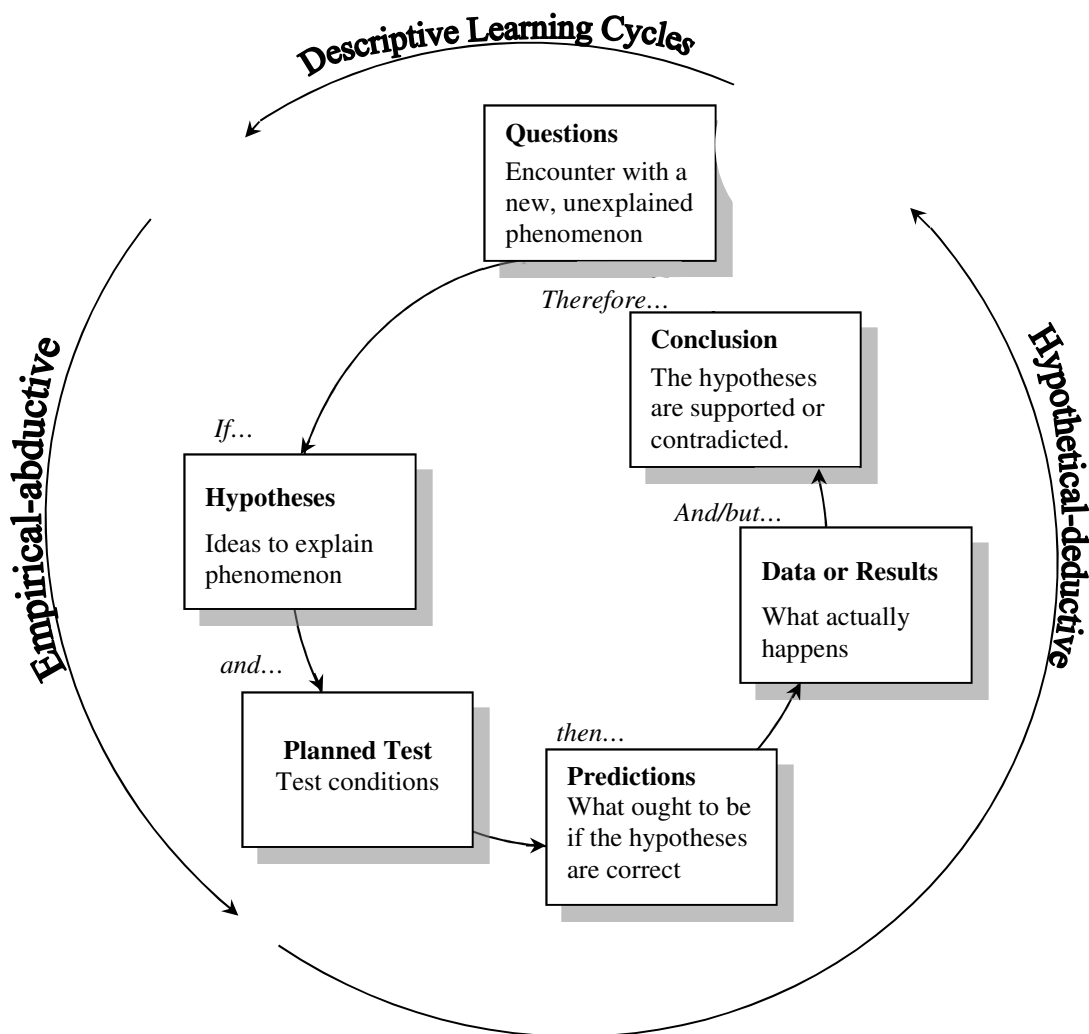 Descriptive Learning Cycles
Questions
Encounter with a
new, unexplained
phenomenon
Therefore…
Conclusion
The hypotheses
are supported or
contradicted.
Empirical-abductive
Hypothetical-deductive
If…
Hypotheses
Ideas to explain
phenomenon
And/but…
Data or Results
What actually
happens
and…
Planned Test
Test conditions
then…
Predictions
What ought to be
if the hypotheses
are correct